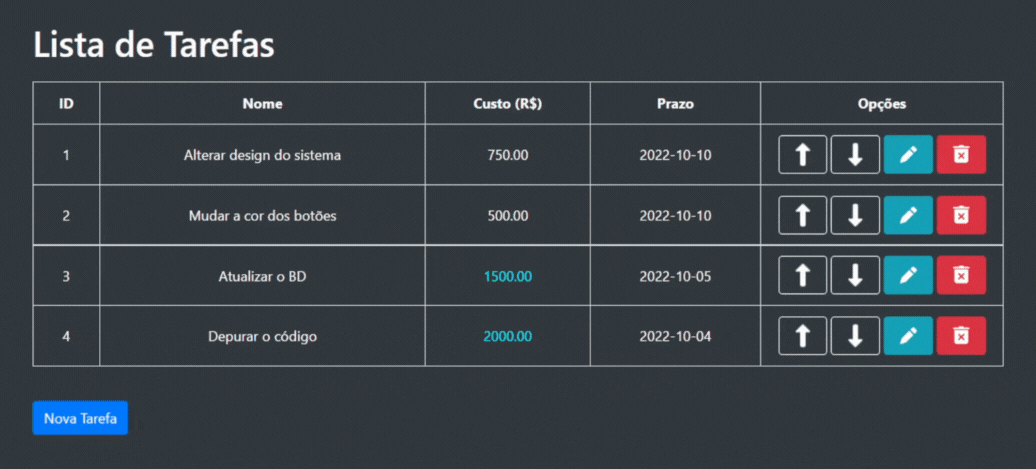 Lista de Tarefas
ID Nome Custo (R$) Prazo Opções
1 Alterar design do sistema 750.00 2022-10-10
2 Mudar a cor dos botões 500.00 2022-10-10
3 Atualizar o BD 1500.00 2022-10-05
4 Depurar o código 2000.00 2022-10-04
Nova Tarefa